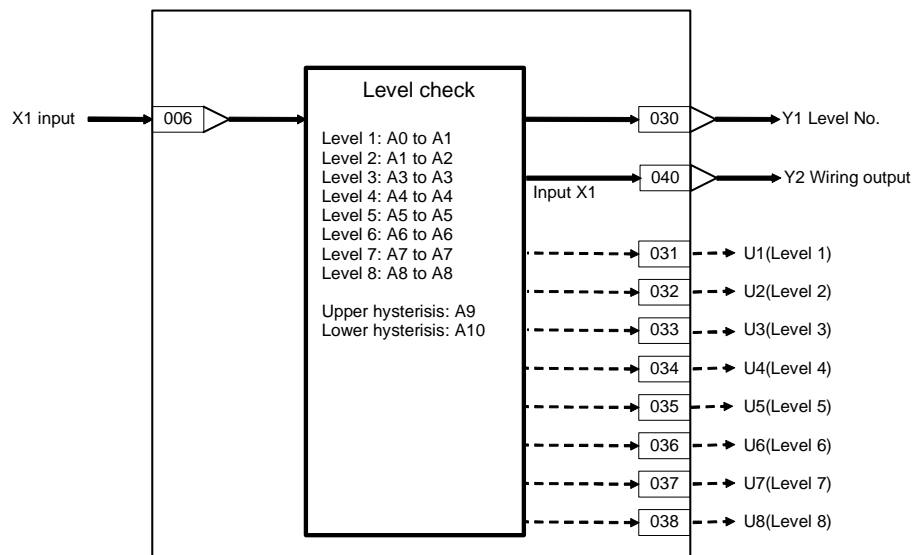 Level check
X1 input
006
Level 1: A0 to A1
Level 2: A1 to A2
Level 3: A3 to A3
Level 4: A4 to A4
Level 5: A5 to A5
Level 6: A6 to A6
Level 7: A7 to A7
Level 8: A8 to A8
Upper hysterisis: A9
Lower hysterisis: A10
030
Y1 Level No.
Input X1
040
Y2 Wiring output
031
U1(Level 1)
032
U2(Level 2)
033
U3(Level 3)
034
U4(Level 4)
035
U5(Level 5)
036
U6(Level 6)
037
U7(Level 7)
038
U8(Level 8)